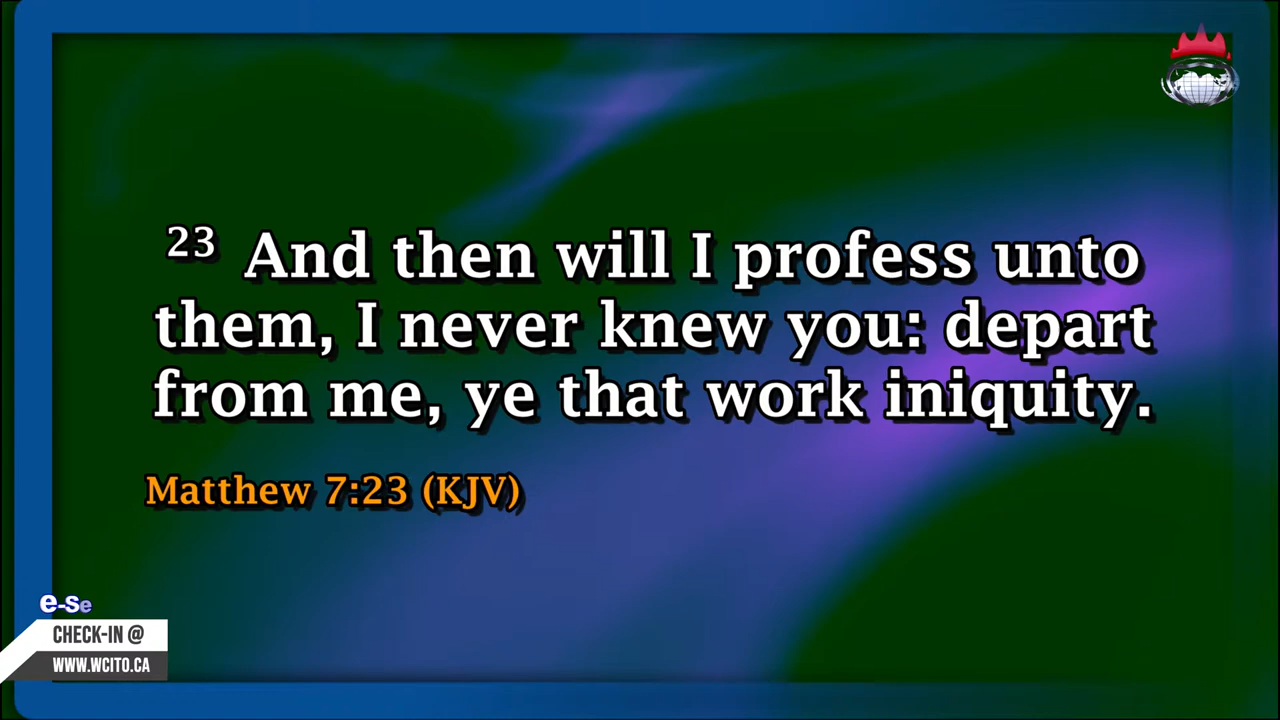 23 And then will I profess unto
them, I never knew you: depart
from me, ye that work iniquity.
Matthew 7:23 (KJV)
e-Se
CHECK-IN @
WWW.WCITO.CA